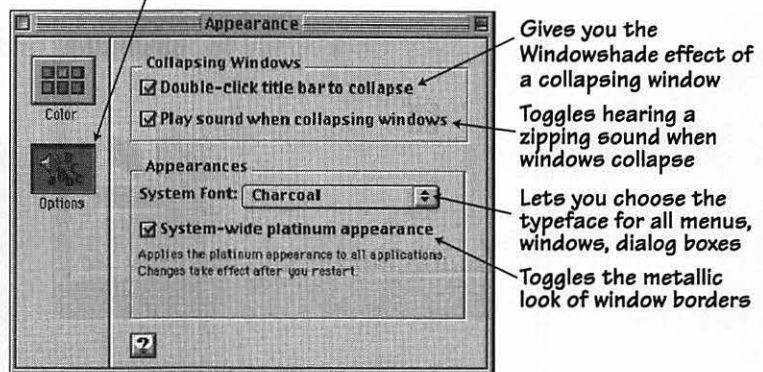 Appearance
Collapsing Windows
Double-click title bar to collapse
Play sound when collapsing windows
Color
Options
Appearances
System Font: Charcoal
System-wide platinum appearance
Applies the platinum appearance to all applications.
Changes take effect after you restart.
?
Gives you the
Windowshade effect of
a collapsing window
Toggles hearing a
zipping sound when
windows collapse
Lets you choose the
typeface for all menus,
windows, dialog boxes
Toggles the metallic
look of window borders